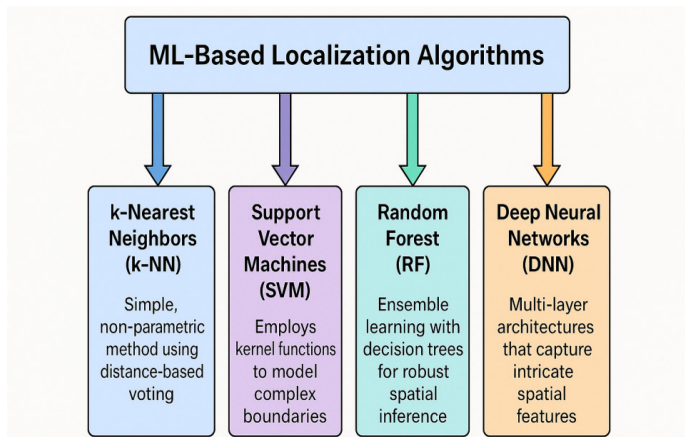 ML-Based Localization Algorithms
k-Nearest
Neighbors
(k-NN)
Simple,
non-parametric
method using
distance-based
voting
Support
Vector
Machines
(SVM)
Employs
kernel functions
to model
complex
boundaries
Random
Forest
(RF)
Ensemble
learning with
decision trees
for robust
spatial
inference
Deep Neural
Networks
(DNN)
Multi-layer
architectures
that capture
intricate
spatial
features